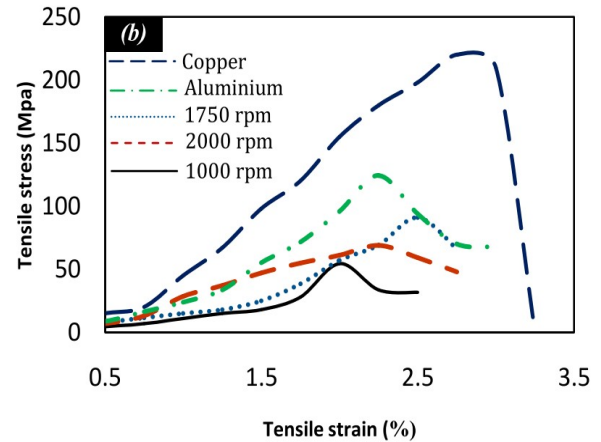 250
200
150
100
50
0
Tensile stress (Mpa)
(b)
Copper
Aluminium
1750 rpm
2000 rpm
1000 rpm
0.5 1.5 2.5 3.5
Tensile strain (%)